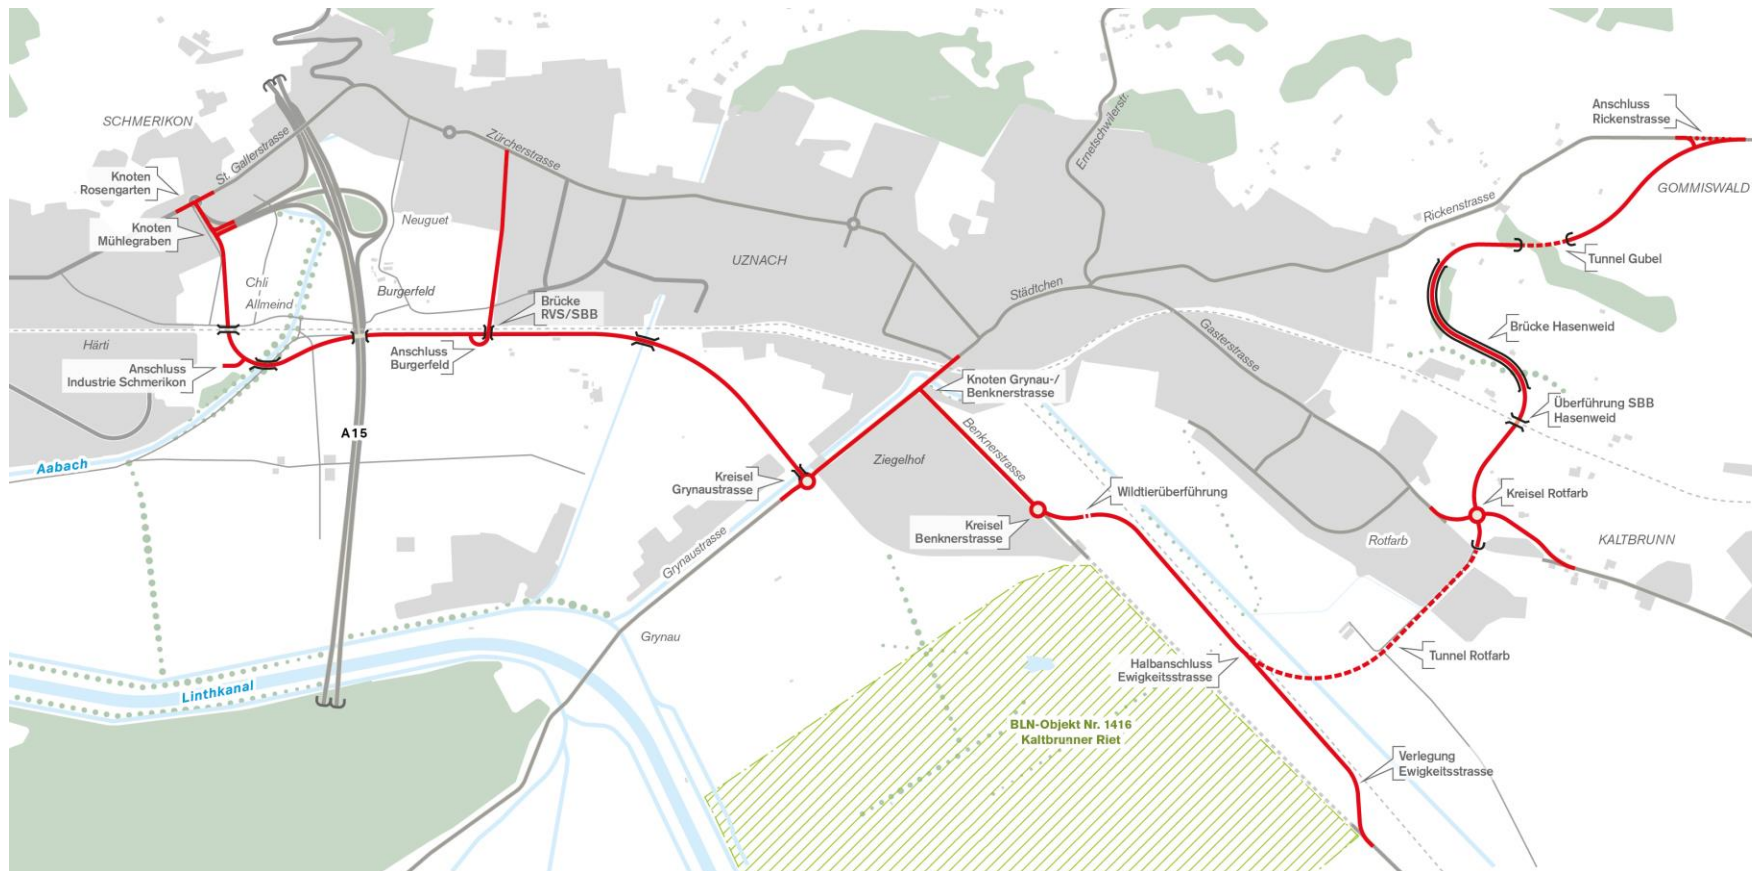 SCHMERIKON
St. Gallerstrasse
Zürcherstrasse
Ernetschwilerstr.
Anschluss
Rickenstrasse
Knoten
Rosengarten
GOMMISWALD
Rickenstrasse
Knoten
Mühlegraben
Neuguet
UZNACH
Tunnel Gubel
Chli
Allmeind
Burgerfeld
Städtchen
Brücke
RVS/SBB
Brücke Hasenweid
Härti
Anschluss
Burgerfeld
Gasterstrasse
Anschluss
Industrie Schmerikon
Knoten Grynau-/
Benknerstrasse
Überführung SBB
Hasenweid
A15
Aabach
Ziegelhof
Benknerstrasse
Kreisel
Grynaustrasse
Wildtierüberführung
Kreisel Rotfarb
Kreisel
Benknerstrasse
Rotfarb
KALTBRUNN
Grynaustrasse
Grynau
Tunnel Rotfarb
Halbanschluss
Ewigkeitsstrasse
Linthkanal
BLN-Objekt Nr. 1416
Kaltbrunner Riet
Verlegung
Ewigkeitsstrasse